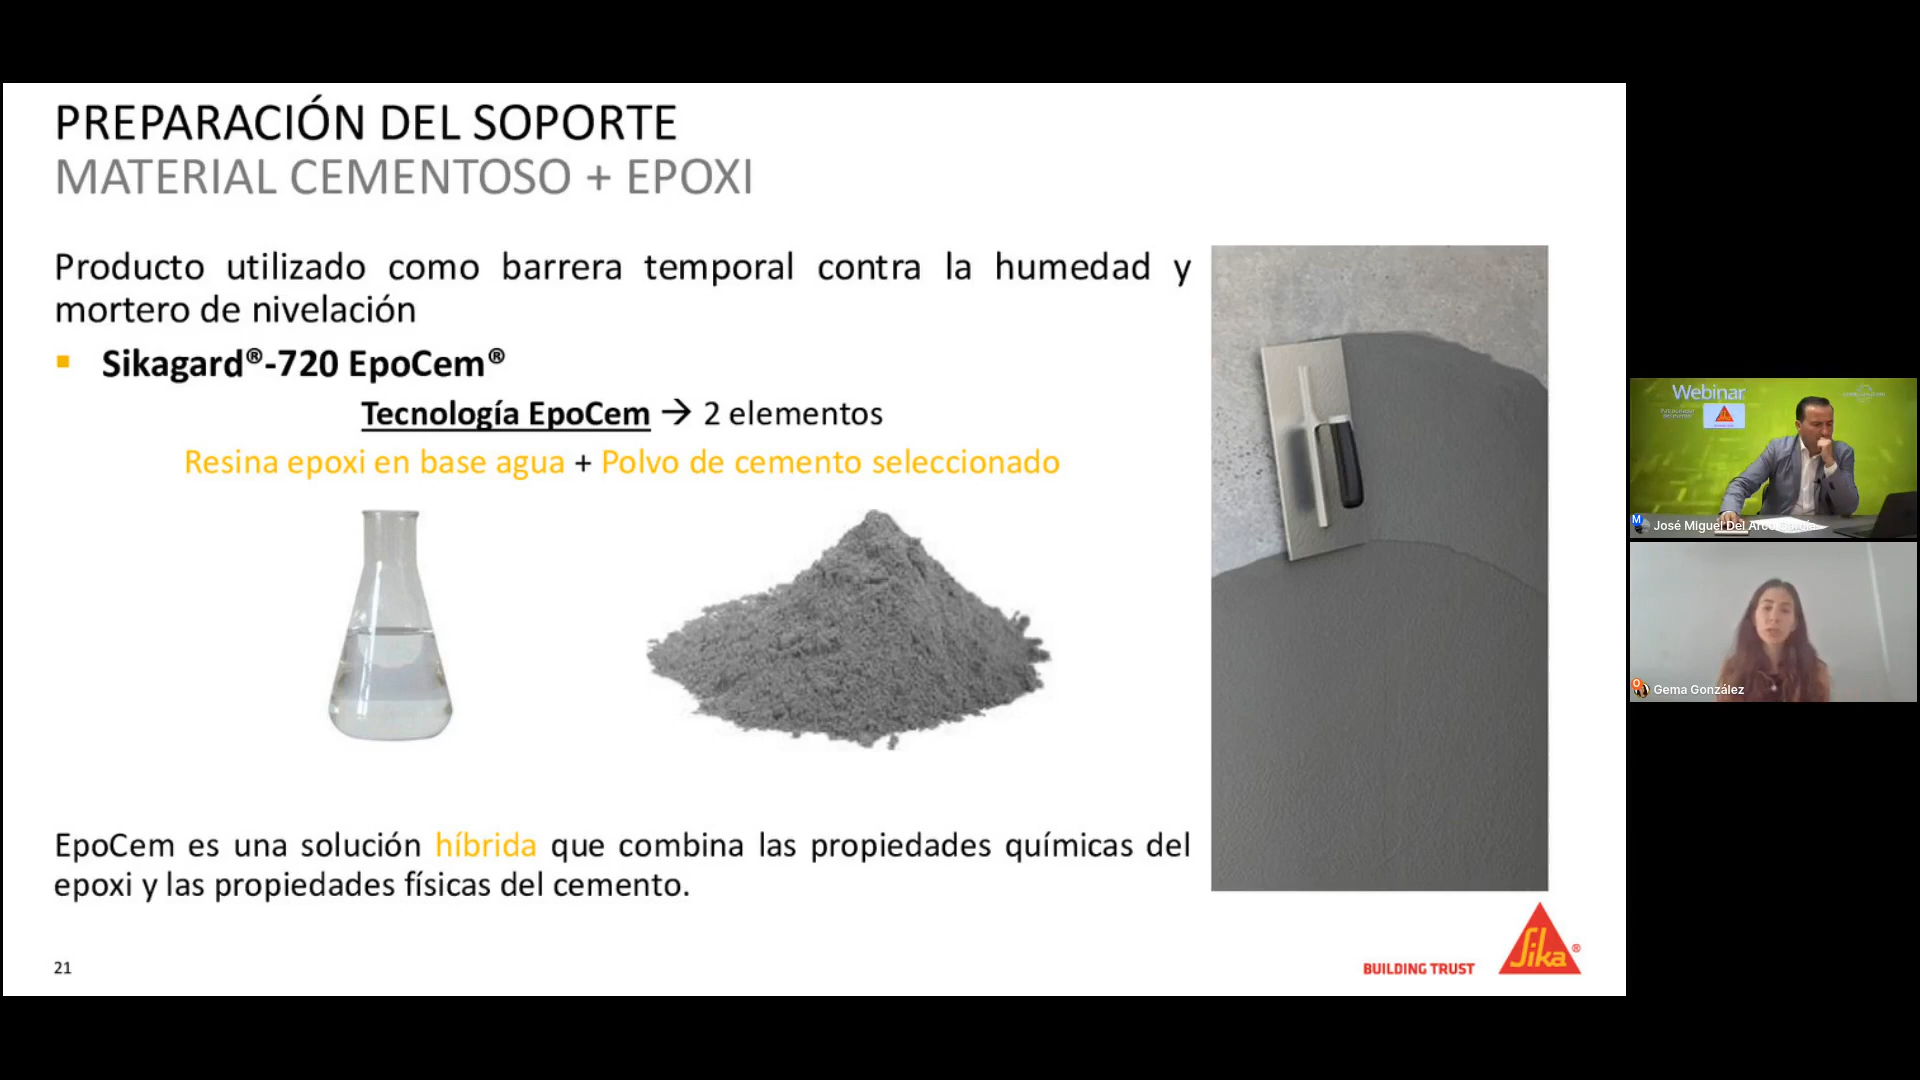 PREPARACIÓN DEL SOPORTE
MATERIAL CEMENTOSO + EPOXI
Producto utilizado como barrera temporal contra la humedad y
mortero de nivelación
Sikagard®-720 EpoCem®
Tecnología EpoCem → 2 elementos
Resina epoxi en base agua + Polvo de cemento seleccionado
EpoCem es una solución híbrida que combina las propiedades químicas del
epoxi y las propiedades físicas del cemento.
21
BUILDING TRUST
Sika®
Webinar
M
José Miguel Del Arco
O
Gema González